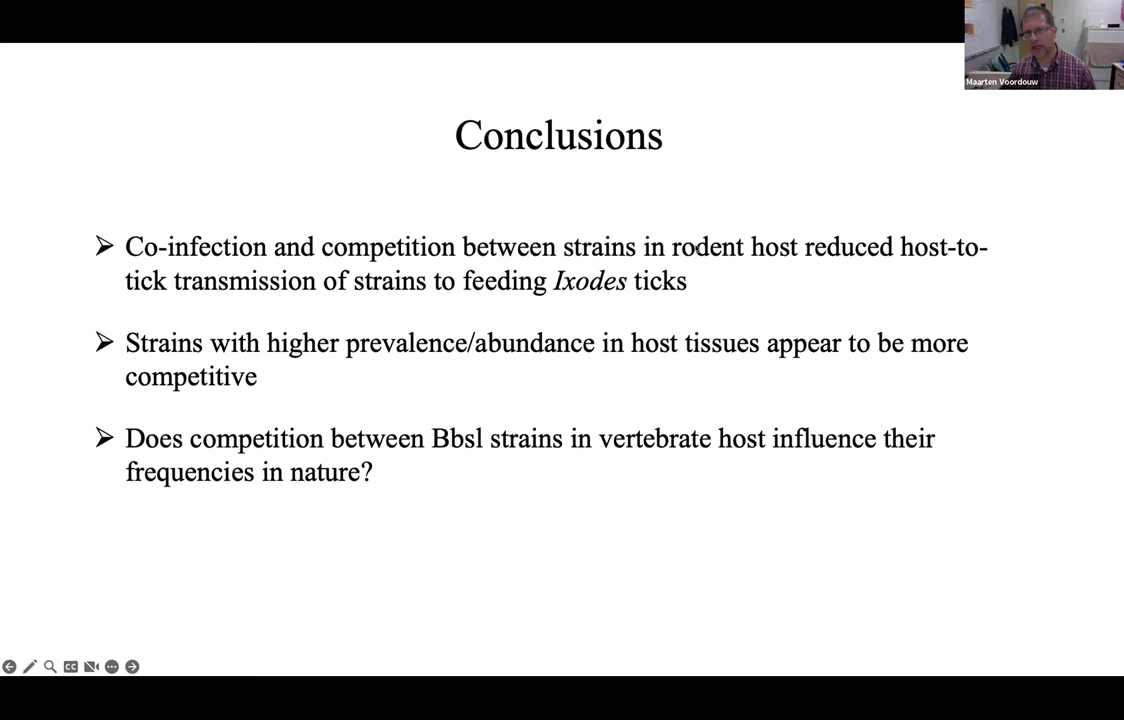 Maarten Voordouw
Conclusions
➤ Co-infection and competition between strains in rodent host reduced host-to-
tick transmission of strains to feeding Ixodes ticks
➤ Strains with higher prevalence/abundance in host tissues appear to be more
competitive
➤ Does competition between Bbsl strains in vertebrate host influence their
frequencies in nature?
CC